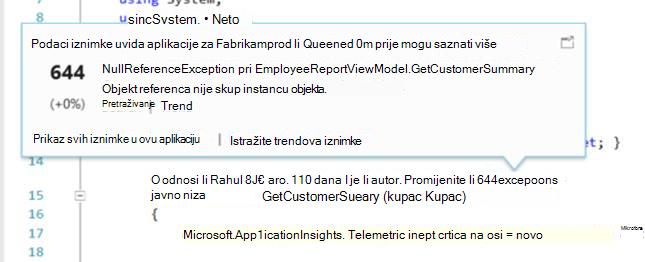 using System;
8 usincSvstem. • Neto
Podaci iznimke uvida aplikacije za Fabrikamprod li Queened 0m prije mogu saznati više
644 NullReferenceException pri EmployeeReportViewModel.GetCustomerSummary
Objekt referenca nije skup instancu objekta.
(+0%) Pretraživanje | Trend
Prikaz svih iznimke u ovu aplikaciju | Istražite trendova iznimke
et; }
14
O odnosi li Rahul 8J€ aro. 110 dana I je li autor. Promijenite li 644excepoons
15 javno niza GetCustomerSueary (kupac Kupac)
16 {
17 Microsoft.App1icationInsights. Telemetric inept crtica na osi = novo
18